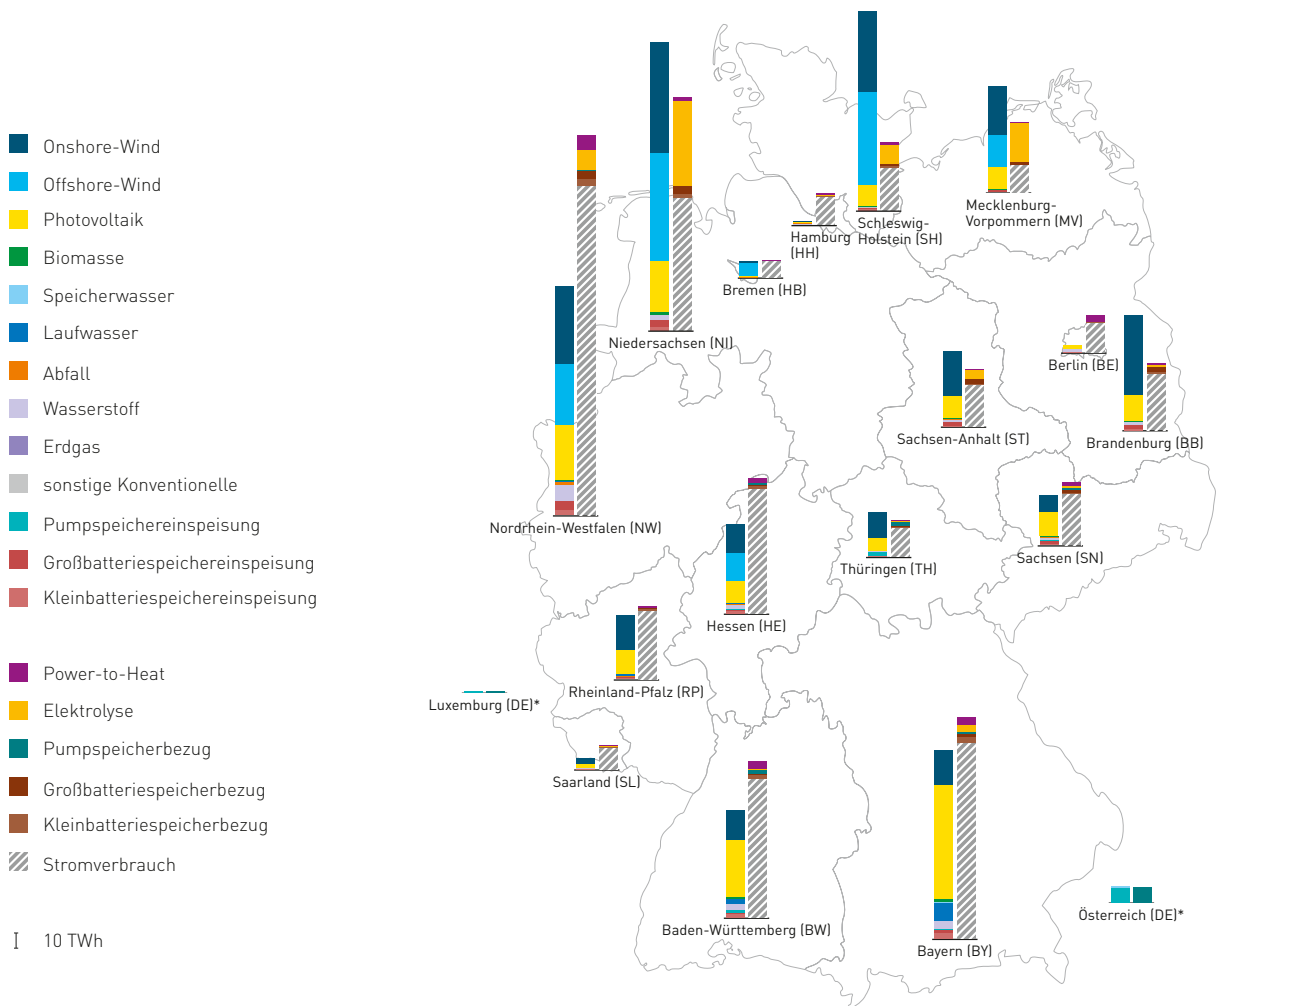 Onshore-Wind
Offshore-Wind
Photovoltaik
Biomasse
Speicherwasser
Laufwasser
Abfall
Wasserstoff
Erdgas
sonstige Konventionelle
Pumpspeichereinspeisung
Großbatteriespeichereinspeisung
Kleinbatteriespeichereinspeisung
Power-to-Heat
Elektrolyse
Pumpspeicherbezug
Großbatteriespeicherbezug
Kleinbatteriespeicherbezug
Stromverbrauch
10 TWh
Mecklenburg-
Vorpommern (MV)
Schleswig-
Holstein (SH)
Hamburg
(HH)
Bremen (HB)
Niedersachsen (NI)
Berlin (BE)
Sachsen-Anhalt (ST)
Brandenburg (BB)
Nordrhein-Westfalen (NW)
Sachsen (SN)
Thüringen (TH)
Hessen (HE)
Rheinland-Pfalz (RP)
Luxemburg (DE)*
Saarland (SL)
Österreich (DE)*
Baden-Württemberg (BW)
Bayern (BY)